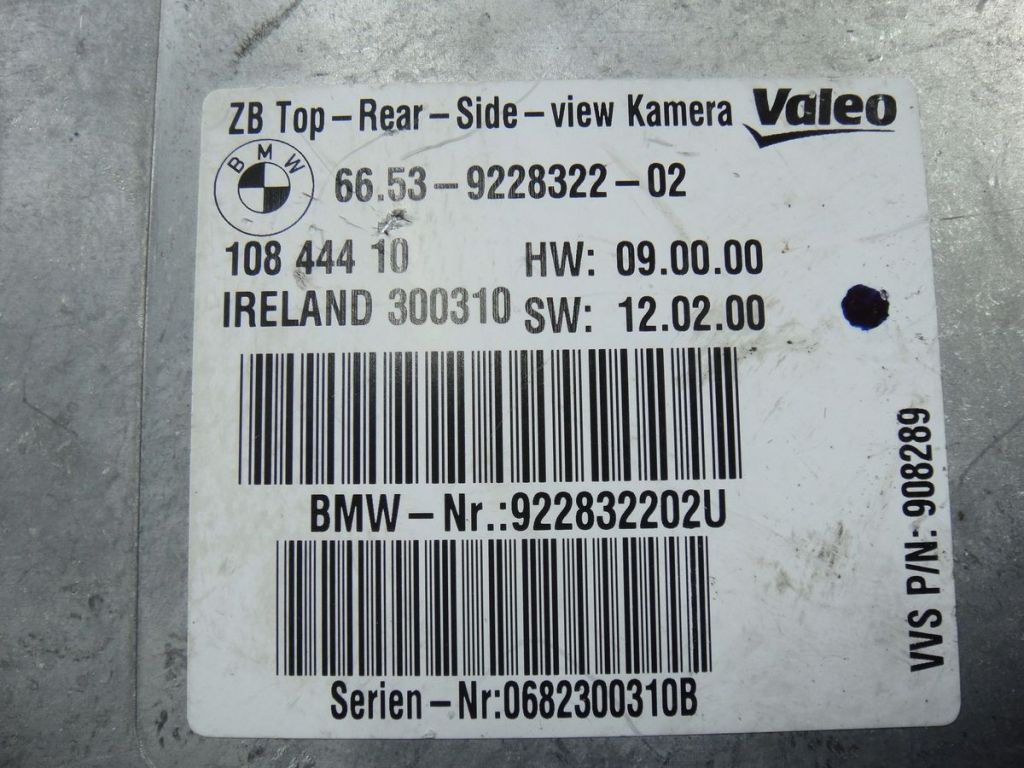 ZB Top-Rear-Side-view Kamera Valeo
BMW 66.53-9228322-02
108 444 10 HW: 09.00.00
IRELAND 300310 SW: 12.02.00
BMW-Nr.:922832202U
Serien-Nr:0682300310B
VVS P/N: 908289